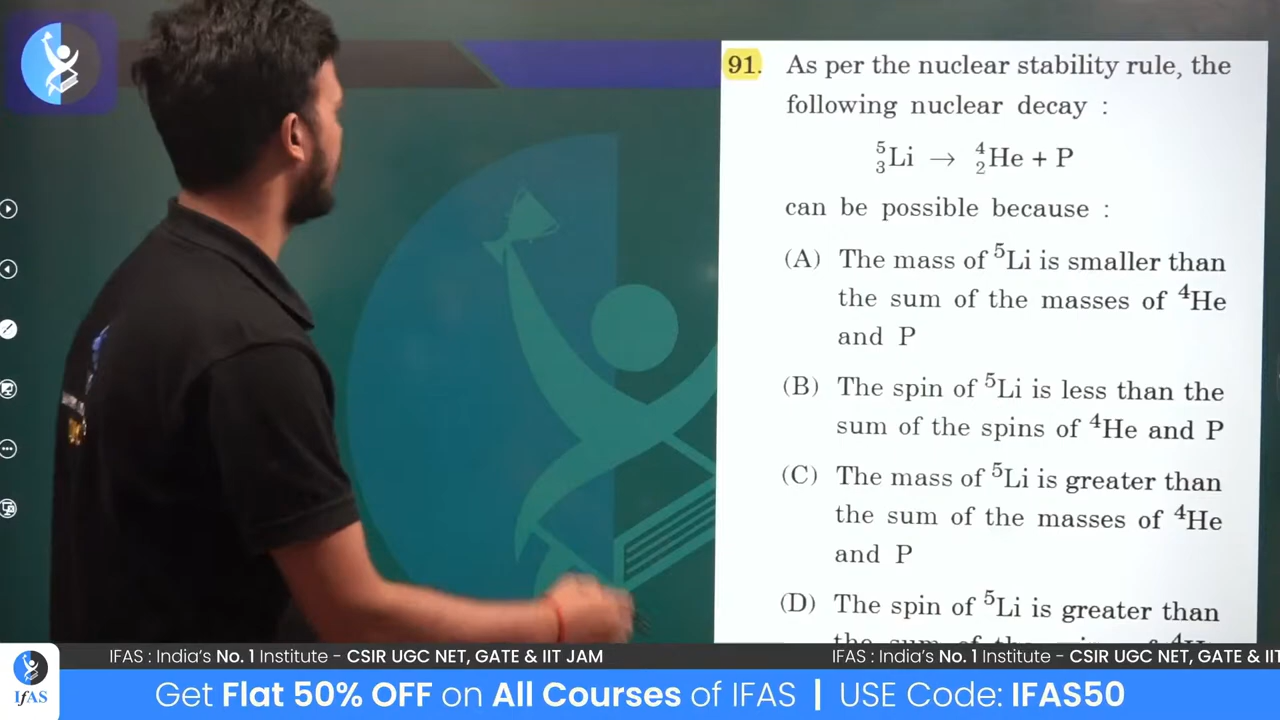 91. As per the nuclear stability rule, the
following nuclear decay :
⁵₃Li → ⁴₂He + P
can be possible because :
(A) The mass of ⁵Li is smaller than
the sum of the masses of ⁴He
and P
(B) The spin of ⁵Li is less than the
sum of the spins of ⁴He and P
(C) The mass of ⁵Li is greater than
the sum of the masses of ⁴He
and P
(D) The spin of ⁵Li is greater than
IFAS : India's No. 1 Institute - CSIR UGC NET, GATE & IIT JAM
IFAS : India's No. 1 Institute - CSIR UGC NET, GATE & IIT
IfAS
Get Flat 50% OFF on All Courses of IFAS | USE Code: IFAS50